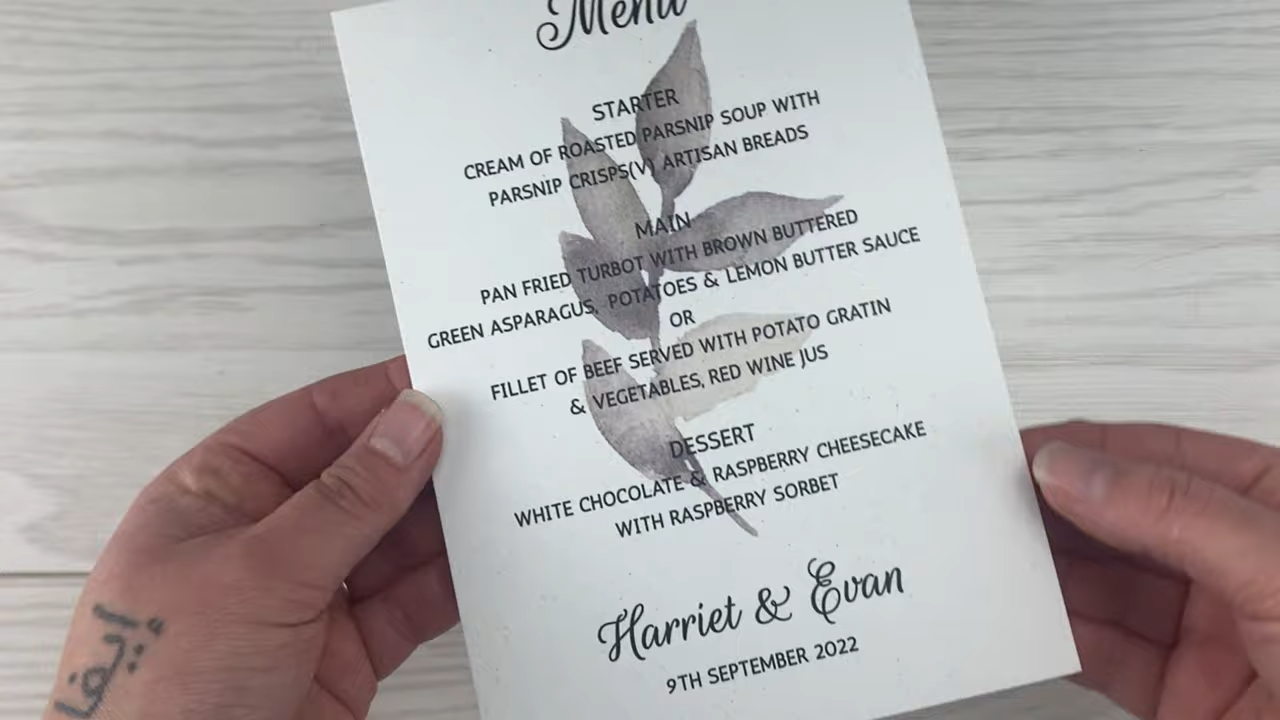 Menu
STARTER
CREAM OF ROASTED PARSNIP SOUP WITH
PARSNIP CRISPS(V) ARTISAN BREADS
MAIN
PAN FRIED TURBOT WITH BROWN BUTTERED
GREEN ASPARAGUS, POTATOES & LEMON BUTTER SAUCE
OR
FILLET OF BEEF SERVED WITH POTATO GRATIN
& VEGETABLES, RED WINE JUS
DESSERT
WHITE CHOCOLATE & RASPBERRY CHEESECAKE
WITH RASPBERRY SORBET
Harriet & Evan
9TH SEPTEMBER 2022